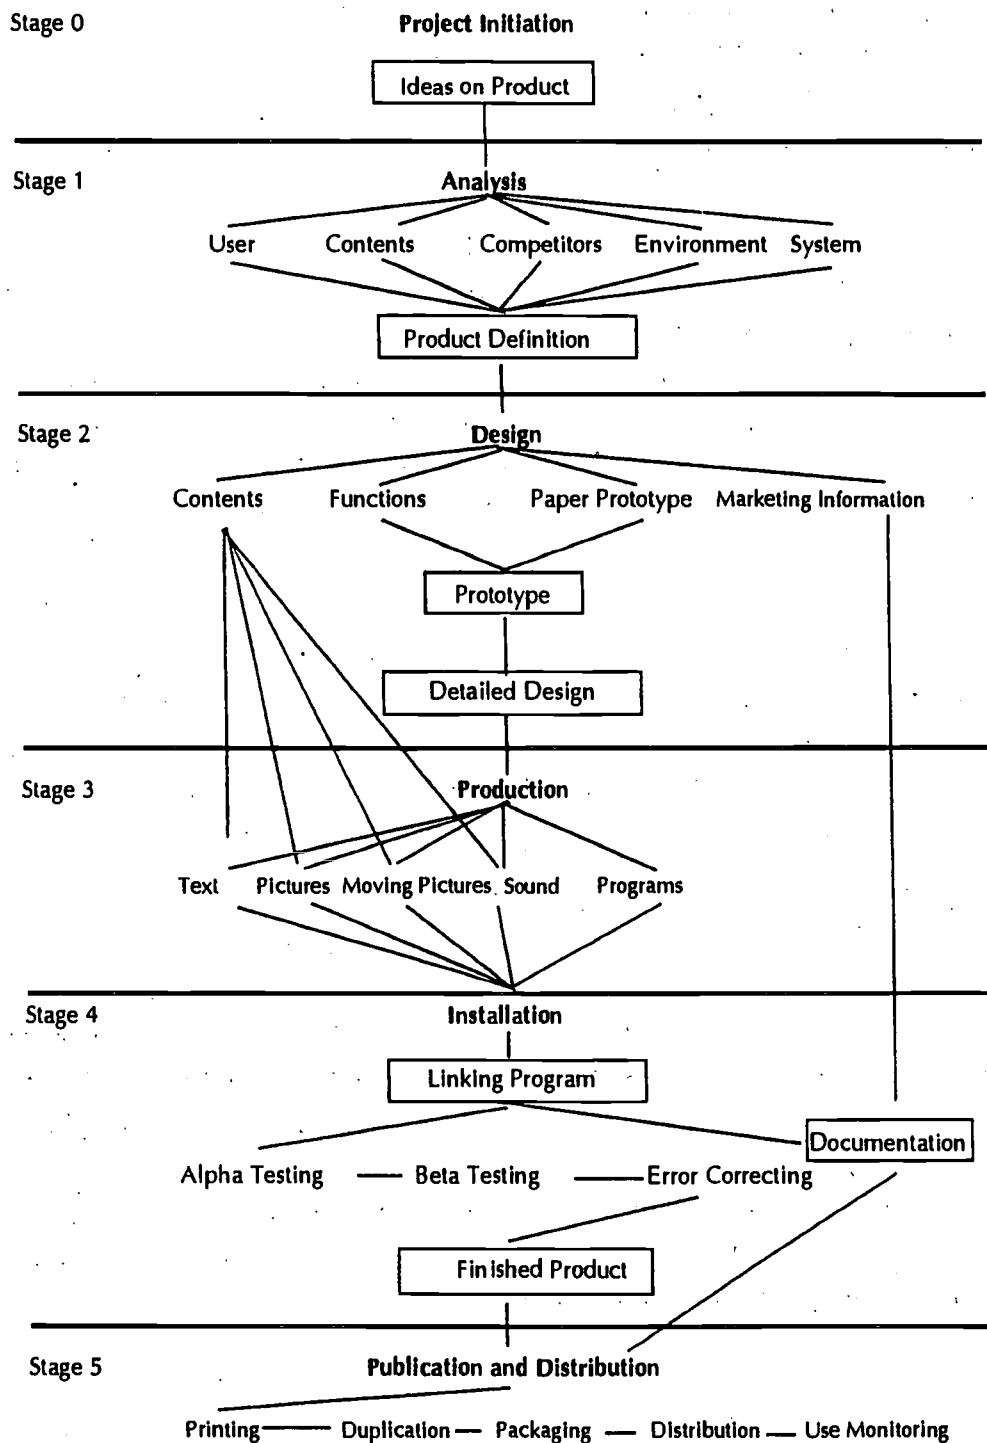 Stage 0 Project Initiation
Ideas on Product
Stage 1
Analysis
User Contents Competitors Environment System
Product Definition
Stage 2 Design
Contents Functions Paper Prototype Marketing Information
Prototype
Detailed Design
Stage 3 Production
Text Pictures Moving Pictures Sound Programs
Stage 4 Installation
Linking Program
Documentation
Alpha Testing Beta Testing Error Correcting
Finished Product
Stage 5 Publication and Distribution
Printing Duplication Packaging Distribution Use Monitoring